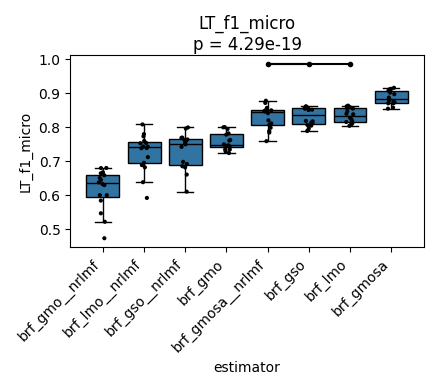 LT_f1_micro
p = 4.29e-19
LT_f1_micro
1.0
0.9
0.8
0.7
0.6
0.5
brf_gmo__nrlmf
brf_lmo__nrlmf
brf_gso__nrlmf
brf_gmo
brf_gmosa__nrlmf
brf_gso
brf_lmo
brf_gmosa
estimator